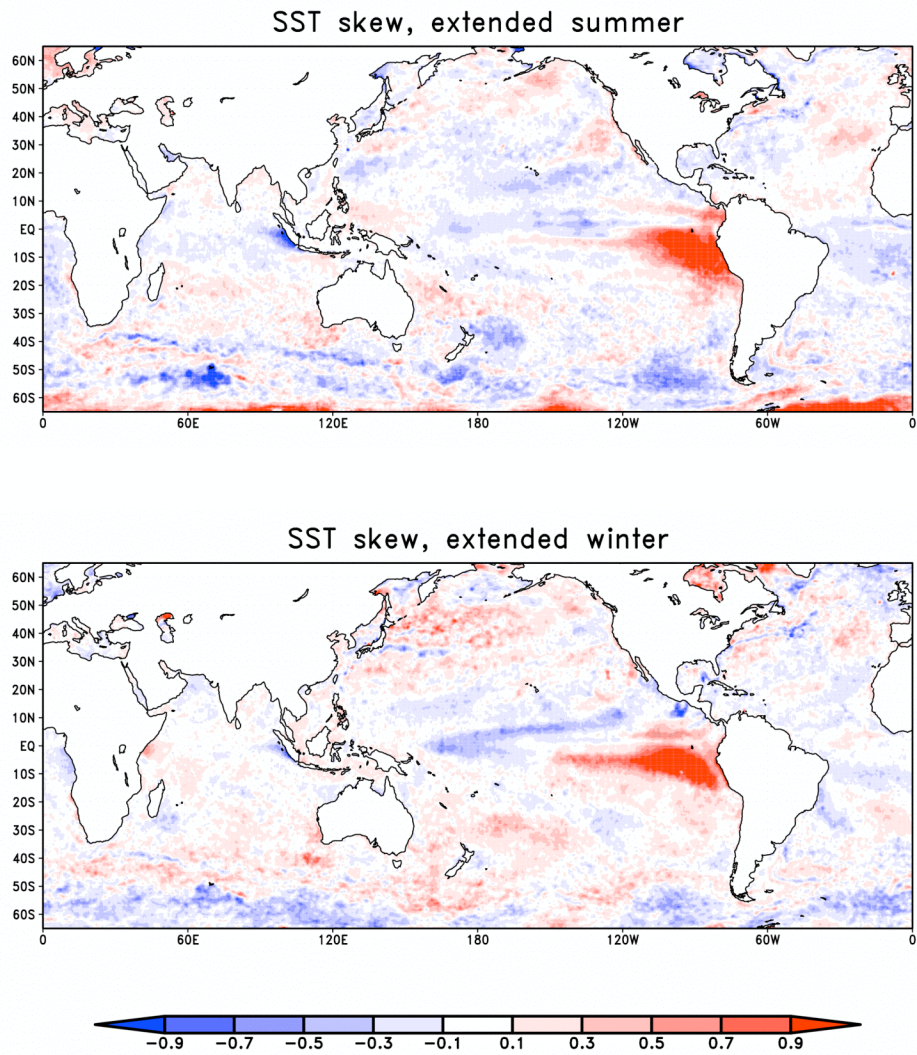 SST skew, extended summer
60N
50N
40N
30N
20N
10N
EQ
10S
20S
30S
40S
50S
60S
0 60E 120E 180 120W 60W 0
SST skew, extended winter
60N
50N
40N
30N
20N
10N
EQ
10S
20S
30S
40S
50S
60S
0 60E 120E 180 120W 60W 0
−0.9 −0.7 −0.5 −0.3 −0.1 0.1 0.3 0.5 0.7 0.9